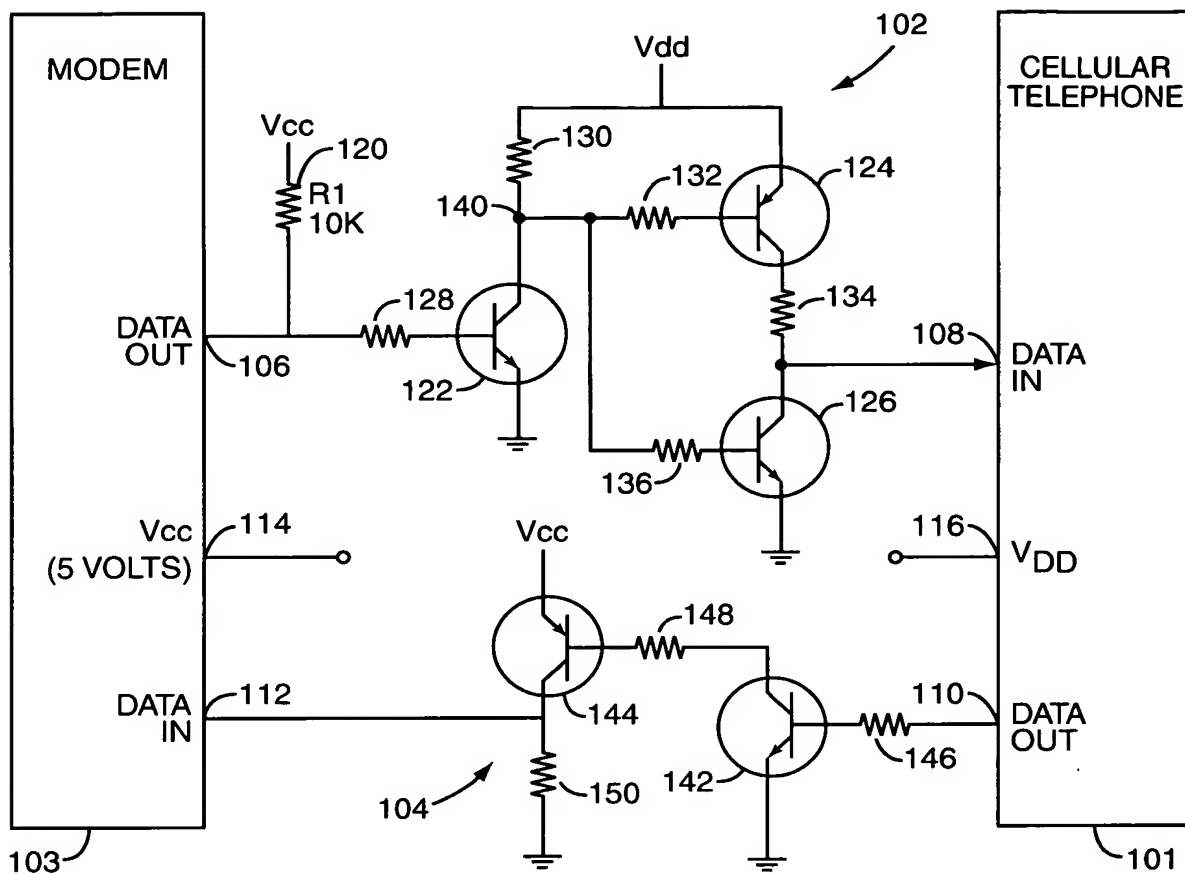 MODEM
Vcc
120
R1
10K
DATA
OUT
106
128
122
140
130
Vdd
132
102
124
134
126
136
108
CELLULAR
TELEPHONE
DATA
IN
Vcc
(5 VOLTS)
114
Vcc
116
VDD
148
144
DATA
IN
112
104
150
142
146
110
DATA
OUT
103
101